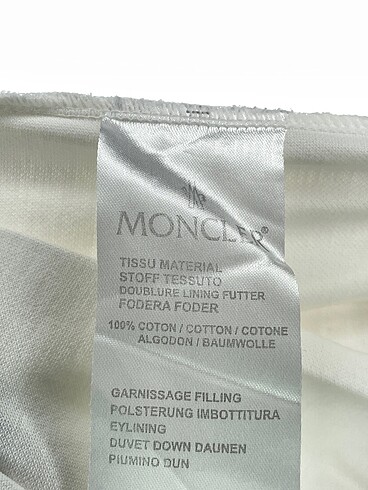 MONCLER®
TISSU MATERIAL
STOFF TESSUTO
DOUBLURE LINING FUTTER
FODERA FODER
100% COTON / COTTON / COTONE
ALGODON / BAUMWOLLE
GARNISSAGE FILLING
POLSTERUNG IMBOTTITURA
EYLINING
DUVET DOWN DAUNEN
PIUMINO DUN